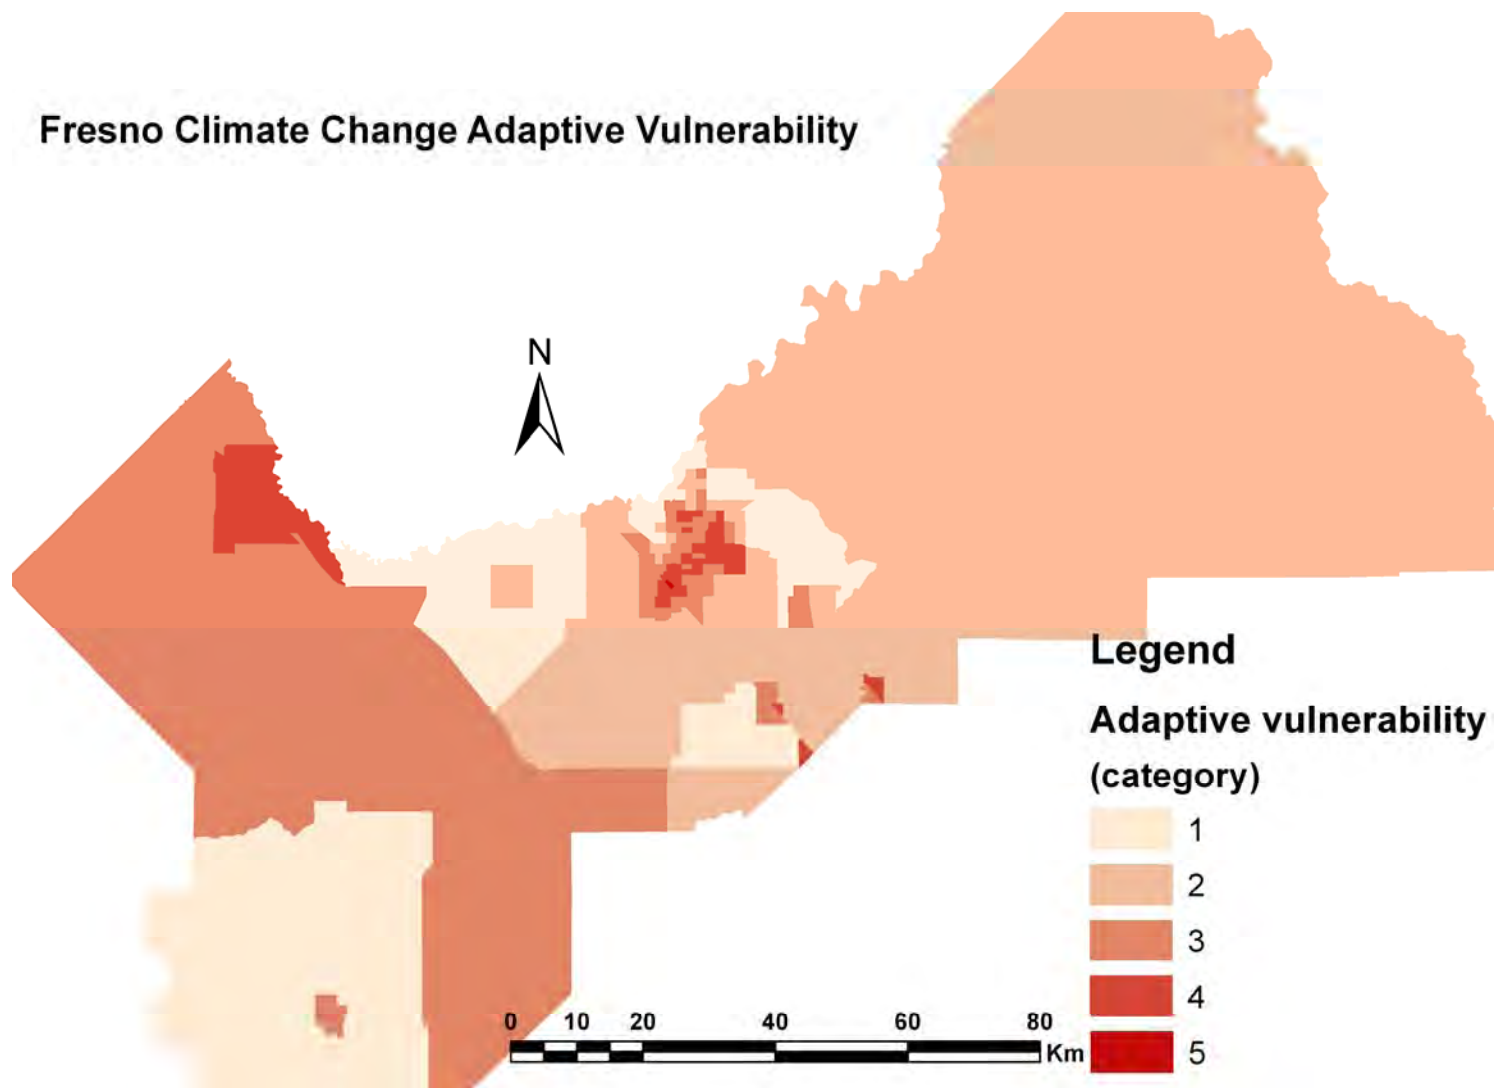 Fresno Climate Change Adaptive Vulnerability
N
Legend
Adaptive vulnerability
(category)
1
2
3
4
5
0 10 20 40 60 80
Km